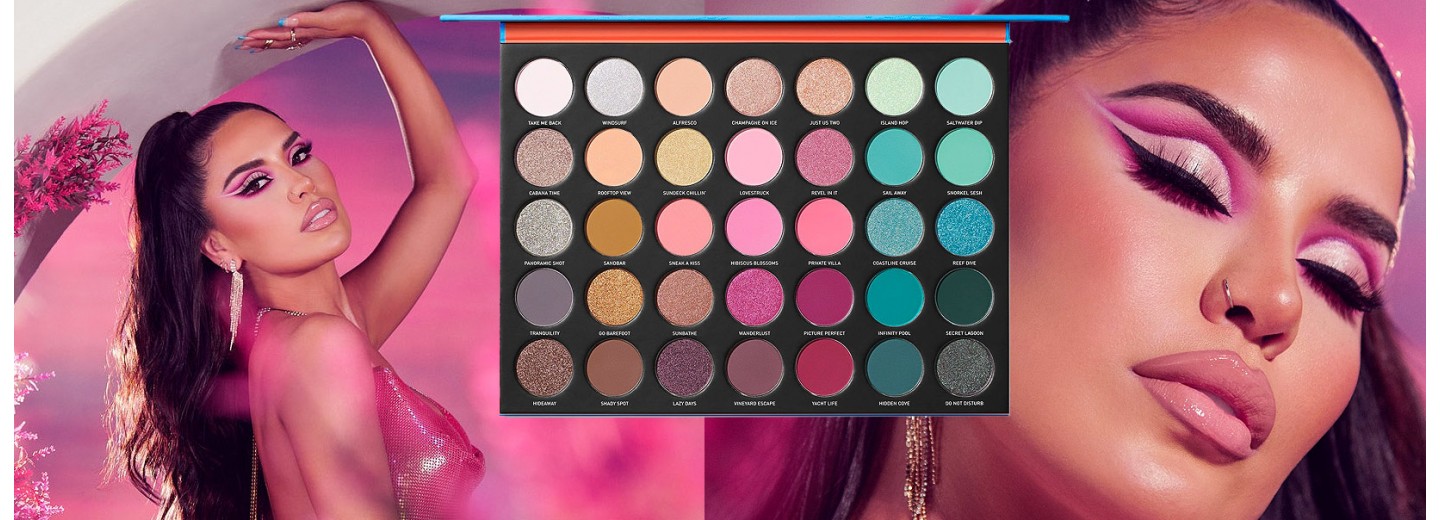 TAKE ME BACK
WINDSURF
ALFRESCO
CHAMPAGNE ON ICE
JUST US TWO
ISLAND HOP
SALTWATER DIP
CABANA TIME
ROOFTOP VIEW
SUNDECK CHILLIN'
LOVESTRUCK
REVEL IN IT
SAIL AWAY
SNORKEL SESH
PANORAMIC SHOT
SANDBAR
SNEAK A KISS
HIBISCUS BLOSSOMS
PRIVATE VILLA
COASTLINE CRUISE
REEF DIVE
TRANQUILITY
GO BAREFOOT
SUNBATHE
WANDERLUST
PICTURE PERFECT
INFINITY POOL
SECRET LAGOON
HIDEAWAY
SHADY SPOT
LAZY DAYS
VINEYARD ESCAPE
YACHT LIFE
HIDDEN COVE
DO NOT DISTURB